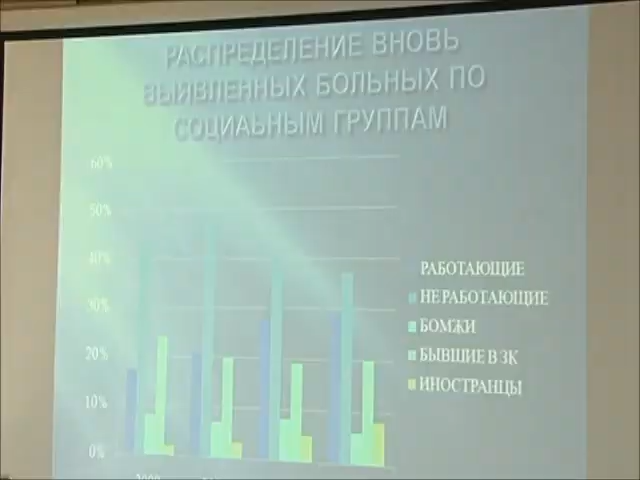 РАСПРЕДЕЛЕНИЕ ВНОВЬ
ВЫЯВЛЕННЫХ БОЛЬНЫХ ПО
СОЦИАЬНЫМ ГРУППАМ
60%
50%
40%
30%
20%
10%
0%
РАБОТАЮЩИЕ
НЕ РАБОТАЮЩИЕ
БОМЖИ
БЫВШИЕ В ЗК
ИНОСТРАНЦЫ